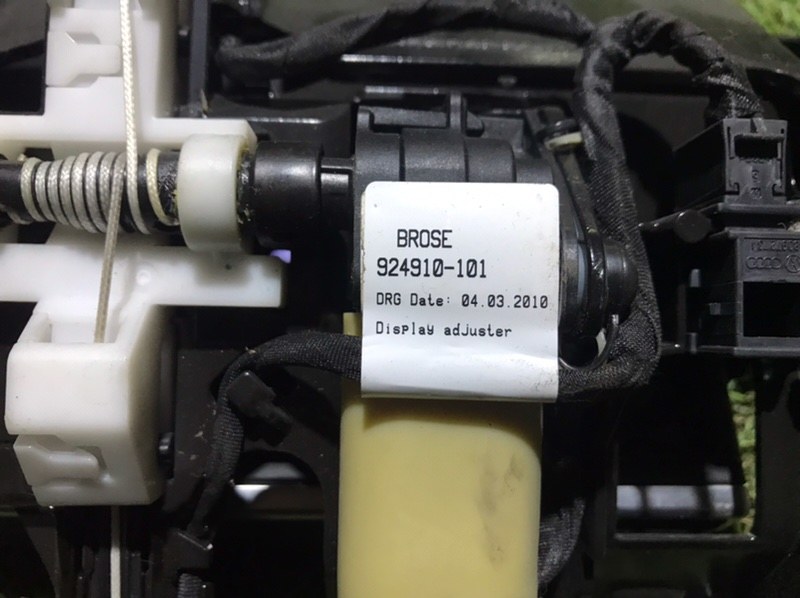 BROSE
924910-101
DRG Date: 04.03.2010
Display adjuster